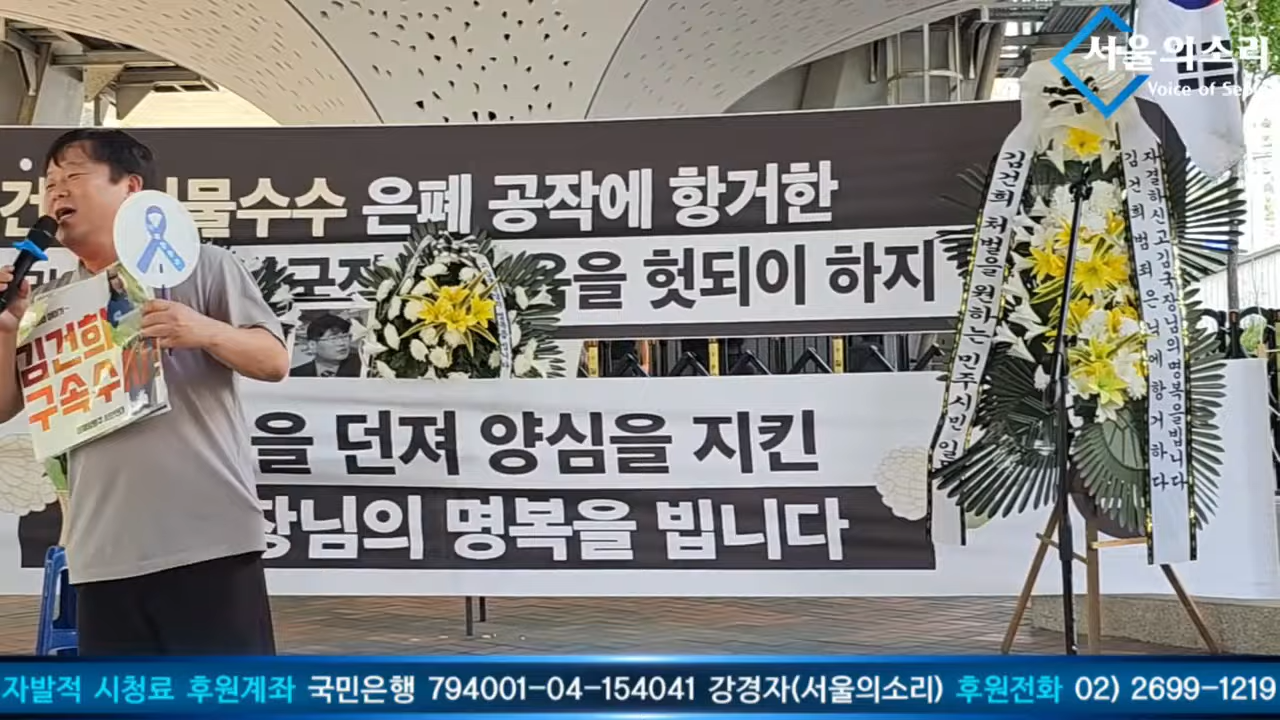 서울의소리
Voice of Seoul
건 물수수 은폐 공작에 항거한
국 을 헛되이 하지
김건희
구속수사
을 던져 양심을 지킨
장님의 명복을 빕니다
김건희 처벌을 원하는 민주시민 일동
자결하신 고 김국장님의 명복을 빕니다
김건희 범죄 은닉에 항거하다
자발적 시청료 후원계좌 국민은행 794001-04-154041 강경자(서울의소리) 후원전화 02) 2699-1219